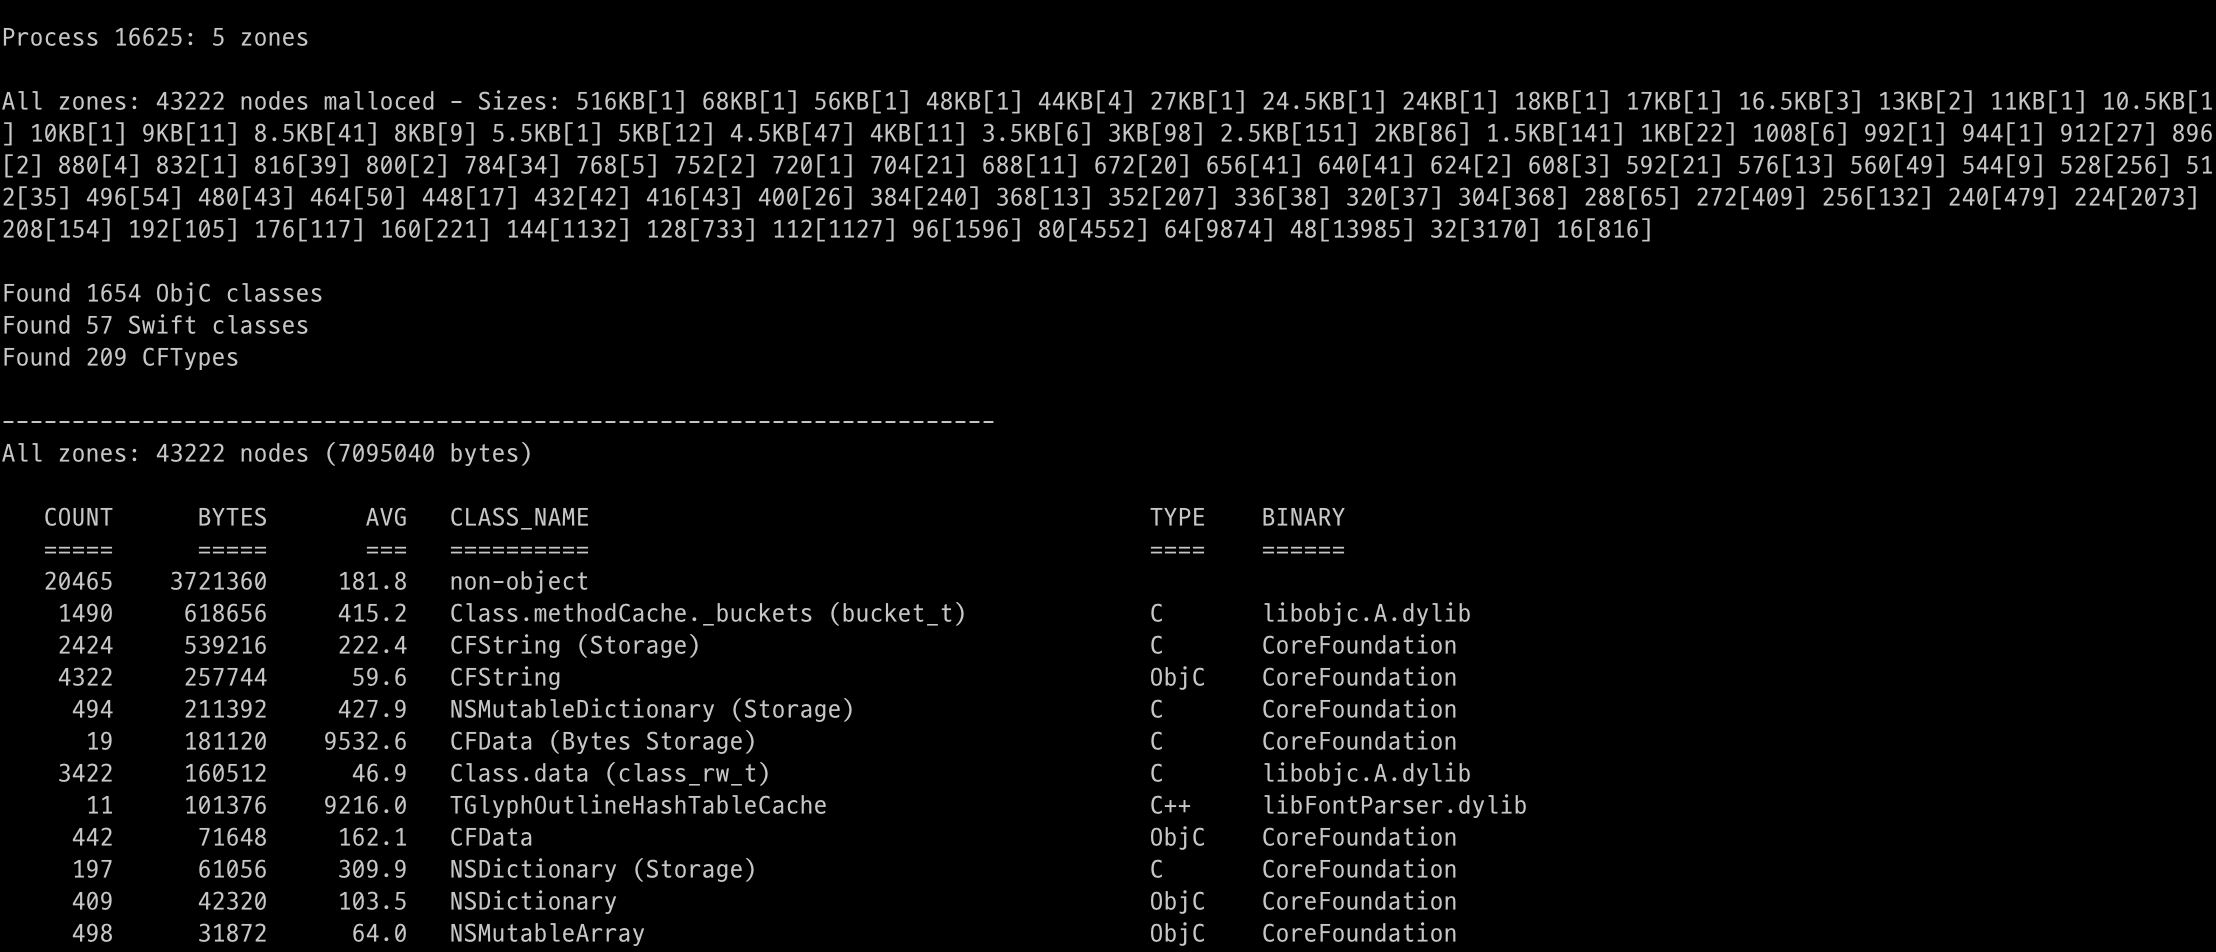 Process 16625: 5 zones
All zones: 43222 nodes malloced - Sizes: 516KB[1] 68KB[1] 56KB[1] 48KB[1] 44KB[4] 27KB[1] 24.5KB[1] 24KB[1] 18KB[1] 17KB[1] 16.5KB[3] 13KB[2] 11KB[1] 10.5KB[1
] 10KB[1] 9KB[11] 8.5KB[41] 8KB[9] 5.5KB[1] 5KB[12] 4.5KB[47] 4KB[11] 3.5KB[6] 3KB[98] 2.5KB[151] 2KB[86] 1.5KB[141] 1KB[22] 1008[6] 992[1] 944[1] 912[27] 896
[2] 880[4] 832[1] 816[39] 800[2] 784[34] 768[5] 752[2] 720[1] 704[21] 688[11] 672[20] 656[41] 640[41] 624[2] 608[3] 592[21] 576[13] 560[49] 544[9] 528[256] 51
2[35] 496[54] 480[43] 464[50] 448[17] 432[42] 416[43] 400[26] 384[240] 368[13] 352[207] 336[38] 320[37] 304[368] 288[65] 272[409] 256[132] 240[479] 224[2073]
208[154] 192[105] 176[117] 160[221] 144[1132] 128[733] 112[1127] 96[1596] 80[4552] 64[9874] 48[13985] 32[3170] 16[816]
Found 1654 ObjC classes
Found 57 Swift classes
Found 209 CFTypes
-----------------------------------------------------------------------
All zones: 43222 nodes (7095040 bytes)
COUNT BYTES AVG CLASS_NAME TYPE BINARY
===== ===== === ========== ==== ======
20465 3721360 181.8 non-object
1490 618656 415.2 Class.methodCache._buckets (bucket_t) C libobjc.A.dylib
2424 539216 222.4 CFString (Storage) C CoreFoundation
4322 257744 59.6 CFString ObjC CoreFoundation
494 211392 427.9 NSMutableDictionary (Storage) C CoreFoundation
19 181120 9532.6 CFData (Bytes Storage) C CoreFoundation
3422 160512 46.9 Class.data (class_rw_t) C libobjc.A.dylib
11 101376 9216.0 TGlyphOutlineHashTableCache C++ libFontParser.dylib
442 71648 162.1 CFData ObjC CoreFoundation
197 61056 309.9 NSDictionary (Storage) C CoreFoundation
409 42320 103.5 NSDictionary ObjC CoreFoundation
498 31872 64.0 NSMutableArray ObjC CoreFoundation